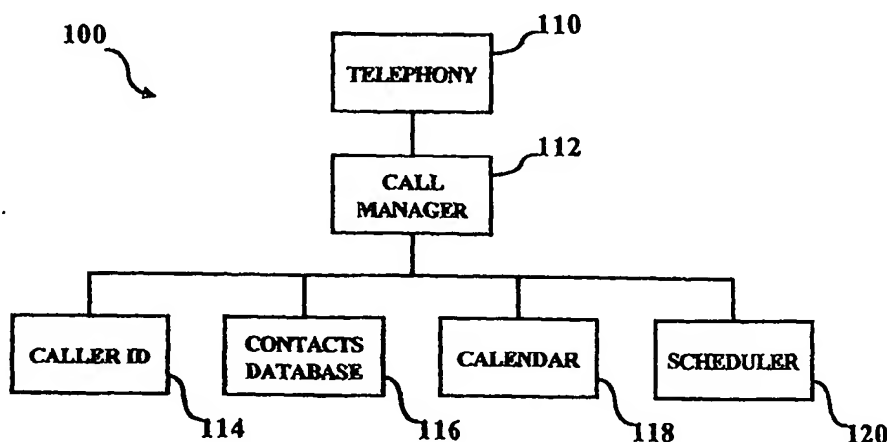 100
110
TELEPHONY
112
CALL
MANAGER
CALLER ID
CONTACTS
DATABASE
CALENDAR
SCHEDULER
114
116
118
120